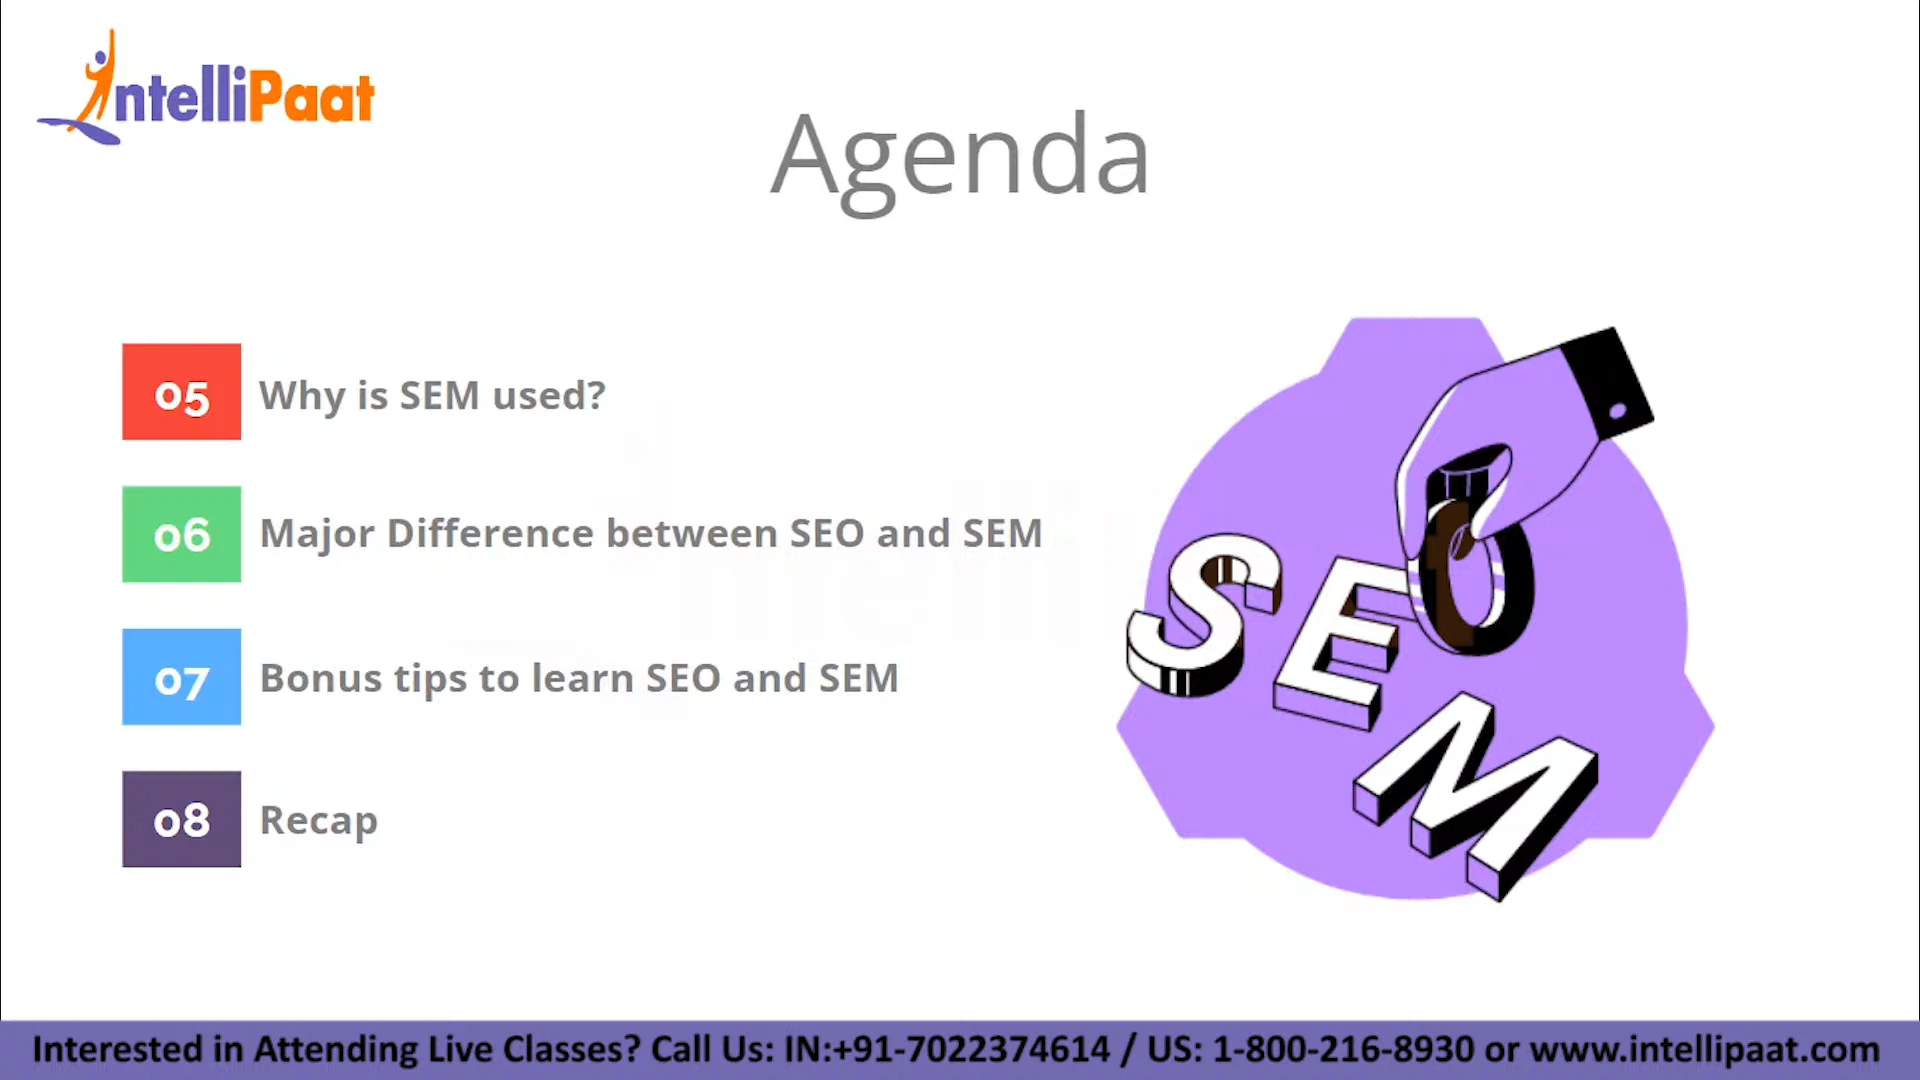 IntelliPaat
Agenda
05 Why is SEM used?
06 Major Difference between SEO and SEM
07 Bonus tips to learn SEO and SEM
08 Recap
SEO
M
Interested in Attending Live Classes? Call Us: IN:+91-7022374614 / US: 1-800-216-8930 or www.intellipaat.com